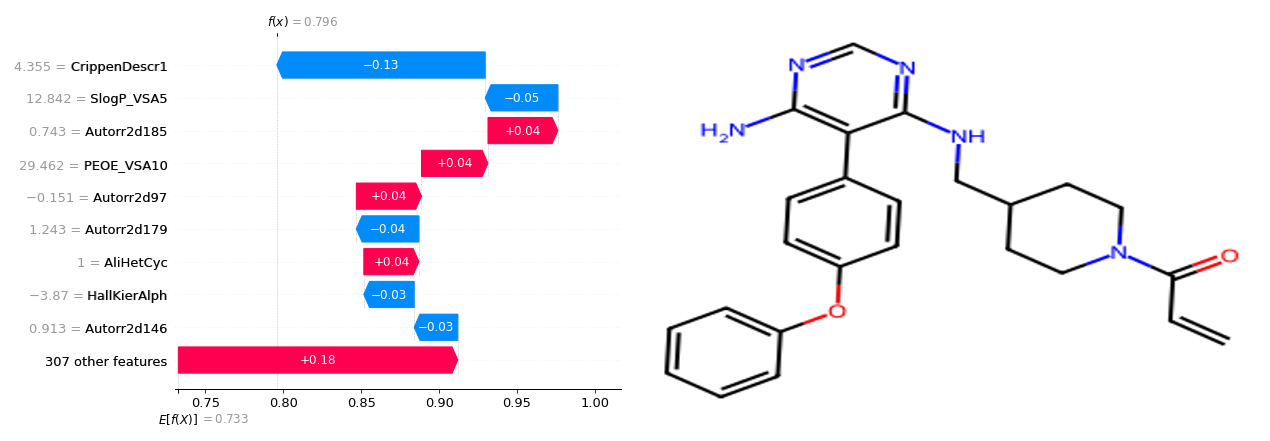 f(x) = 0.796
4.355 = CrippenDescr1
−0.13
12.842 = SlogP_VSA5
−0.05
0.743 = Autorr2d185
+0.04
29.462 = PEOE_VSA10
+0.04
−0.151 = Autorr2d97
+0.04
1.243 = Autorr2d179
−0.04
1 = AliHetCyc
+0.04
−3.87 = HallKierAlph
−0.03
0.913 = Autorr2d146
−0.03
307 other features
+0.18
0.75 0.80 0.85 0.90 0.95 1.00
E[f(X)] = 0.733
N
N
H2N
NH
N
O
O